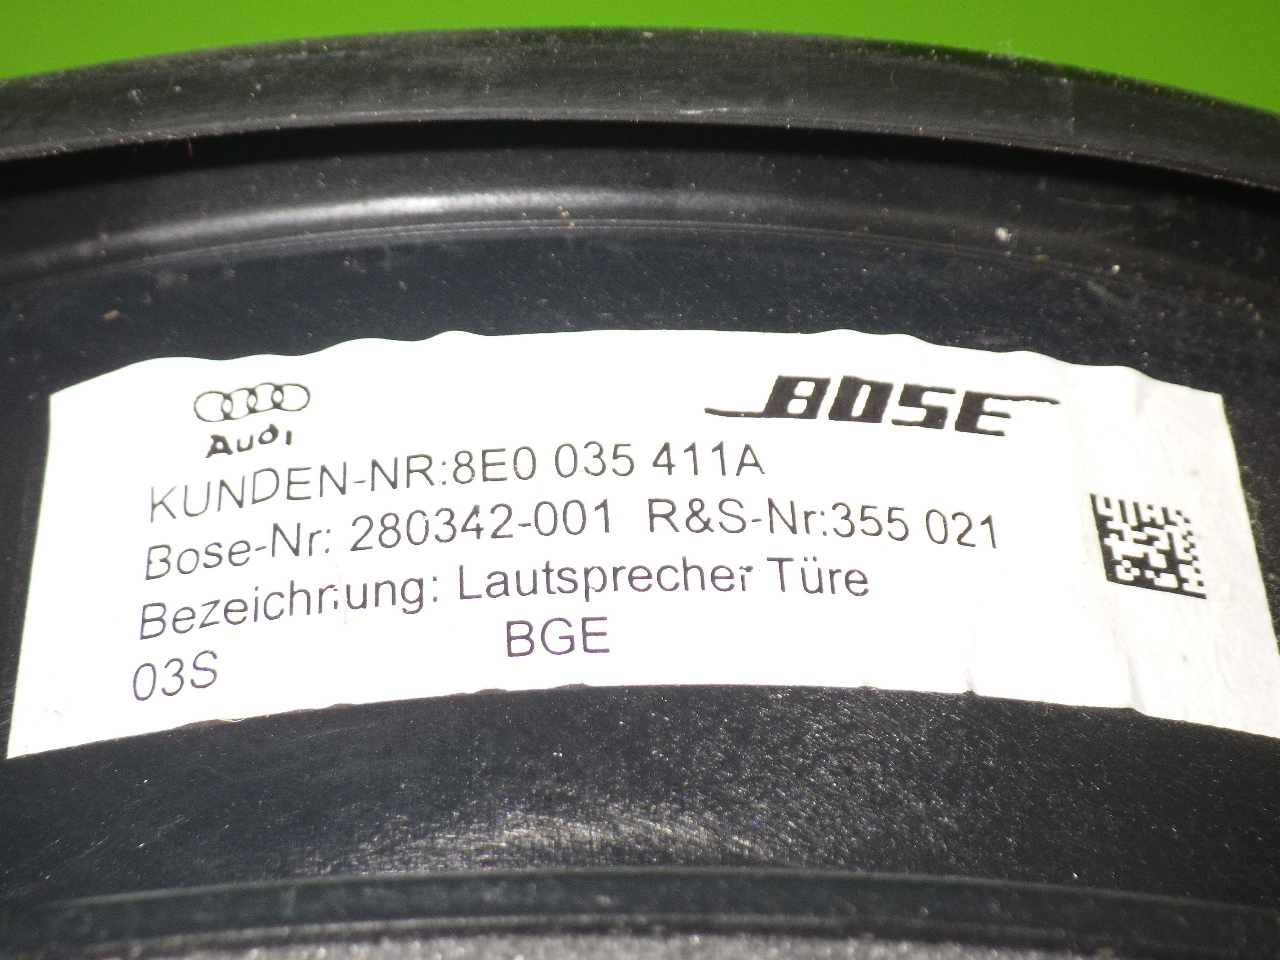 Audi
BOSE
KUNDEN-NR:8E0 035 411A
Bose-Nr: 280342-001 R&S-Nr:355 021
Bezeichnung: Lautsprecher Türe
BGE
03S